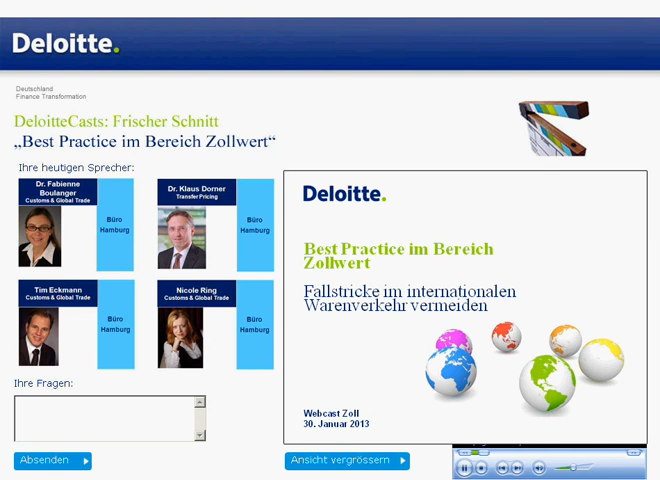 Deloitte.
Deutschland
Finance Transformation
DeloitteCasts: Frischer Schnitt
„Best Practice im Bereich Zollwert“
Ihre heutigen Sprecher:
Dr. Fabienne
Boulanger
Customs & Global Trade
Büro
Hamburg
Dr. Klaus Dorner
Transfer Pricing
Büro
Hamburg
Tim Eckmann
Customs & Global Trade
Büro
Hamburg
Nicole Ring
Customs & Global Trade
Büro
Hamburg
Ihre Fragen:
Absenden
Deloitte.
Best Practice im Bereich
Zollwert
Fallstricke im internationalen
Warenverkehr vermeiden
Webcast Zoll
30. Januar 2013
Ansicht vergrössern